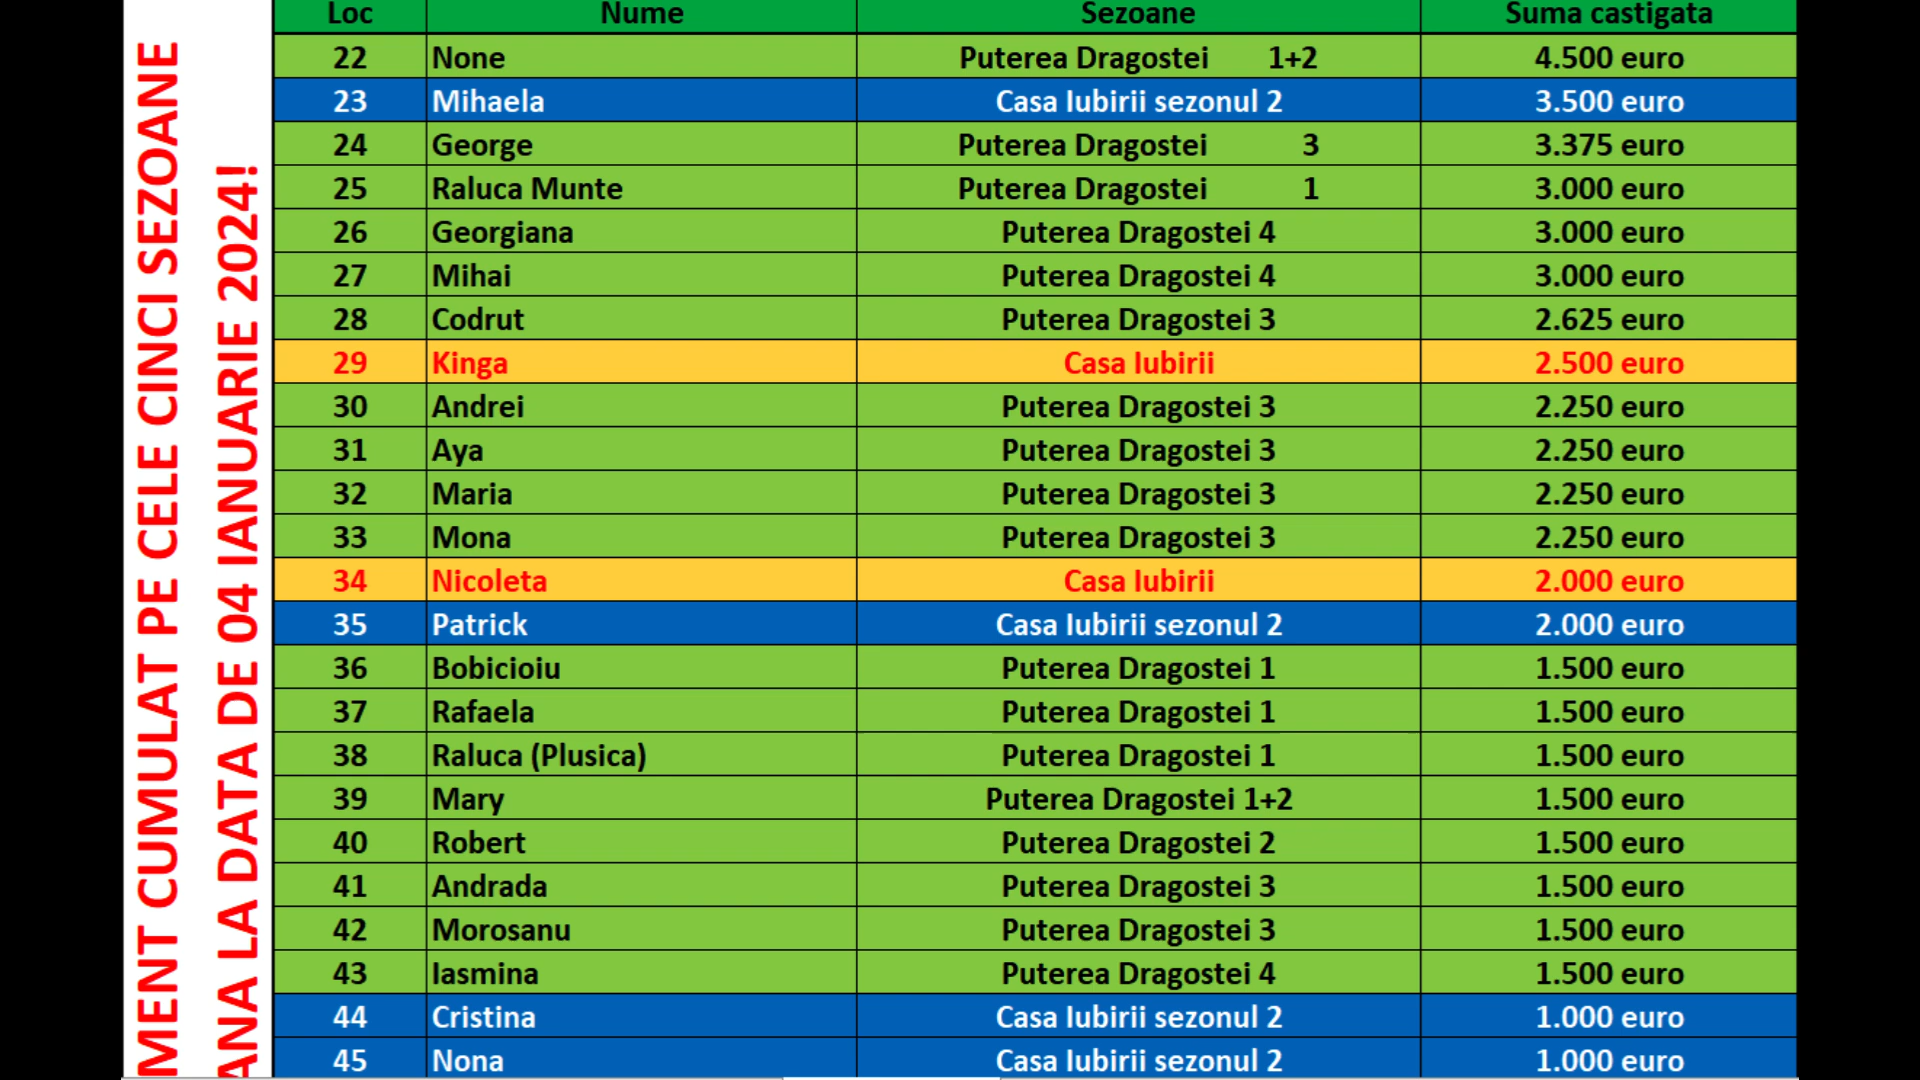 MENT CUMULAT PE CELE CINCI SEZOANE
ANA LA DATA DE 04 IANUARIE 2024!
Loc Nume Sezoane Suma castigata
22 None Puterea Dragostei 1+2 4.500 euro
23 Mihaela Casa Iubirii sezonul 2 3.500 euro
24 George Puterea Dragostei 3 3.375 euro
25 Raluca Munte Puterea Dragostei 1 3.000 euro
26 Georgiana Puterea Dragostei 4 3.000 euro
27 Mihai Puterea Dragostei 4 3.000 euro
28 Codrut Puterea Dragostei 3 2.625 euro
29 Kinga Casa Iubirii 2.500 euro
30 Andrei Puterea Dragostei 3 2.250 euro
31 Aya Puterea Dragostei 3 2.250 euro
32 Maria Puterea Dragostei 3 2.250 euro
33 Mona Puterea Dragostei 3 2.250 euro
34 Nicoleta Casa Iubirii 2.000 euro
35 Patrick Casa Iubirii sezonul 2 2.000 euro
36 Bobicioiu Puterea Dragostei 1 1.500 euro
37 Rafaela Puterea Dragostei 1 1.500 euro
38 Raluca (Plusica) Puterea Dragostei 1 1.500 euro
39 Mary Puterea Dragostei 1+2 1.500 euro
40 Robert Puterea Dragostei 2 1.500 euro
41 Andrada Puterea Dragostei 3 1.500 euro
42 Morosanu Puterea Dragostei 3 1.500 euro
43 Iasmina Puterea Dragostei 4 1.500 euro
44 Cristina Casa Iubirii sezonul 2 1.000 euro
45 Nona Casa Iubirii sezonul 2 1.000 euro